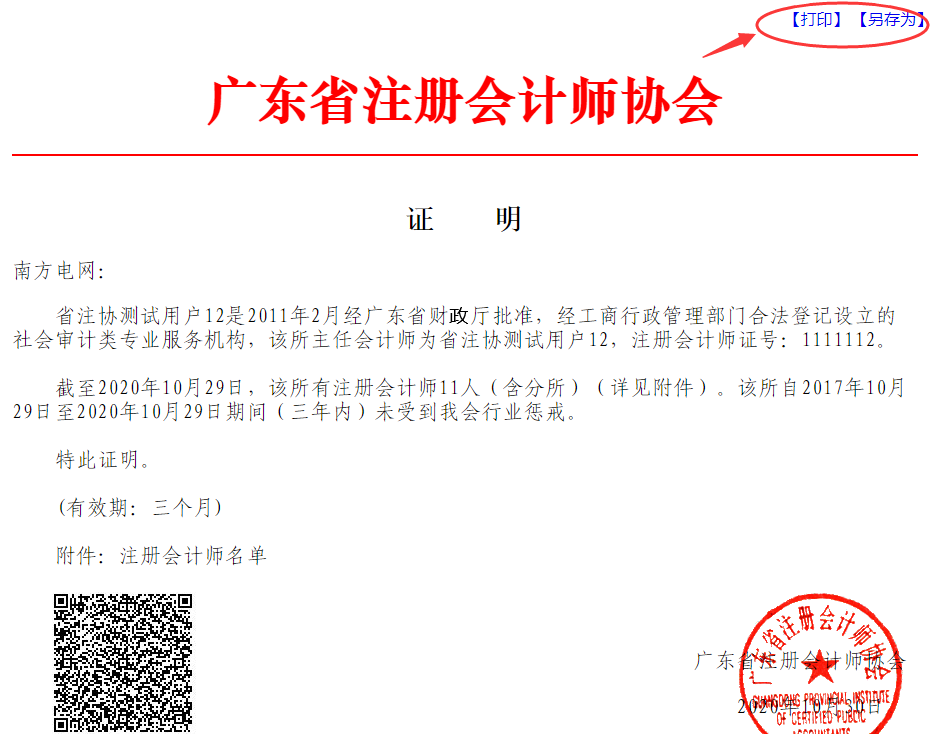 【打印】 【另存为】
广东省注册会计师协会
证 明
南方电网：
省注协测试用户12是2011年2月经广东省财政厅批准，经工商行政管理部门合法登记设立的
社会审计类专业服务机构，该所主任会计师为省注协测试用户12，注册会计师证号：1111112。
截至2020年10月29日，该所有注册会计师11人（含分所）（详见附件）。该所自2017年10月
29日至2020年10月29日期间（三年内）未受到我会行业惩戒。
特此证明。
(有效期：三个月)
附件：注册会计师名单
广东省注册会计师协会
2020年10月30日
广东省注册会计师协会
GUANGDONG PROVINCIAL INSTITUTE
OF CERTIFIED PUBLIC
ACCOUNTANTS